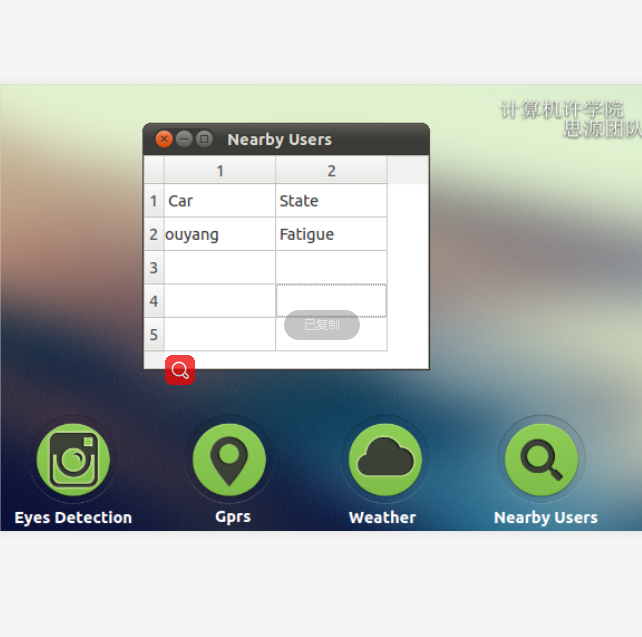 计算机许学院
思源团队
Nearby Users
1 2
1 Car State
2 ouyang Fatigue
3
4
已复制
5
Eyes Detection Gprs Weather Nearby Users